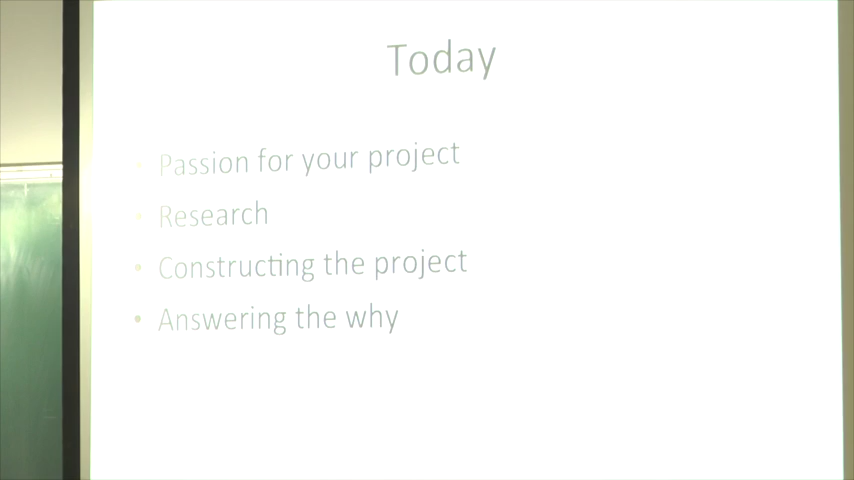 Today
• Passion for your project
• Research
• Constructing the project
• Answering the why